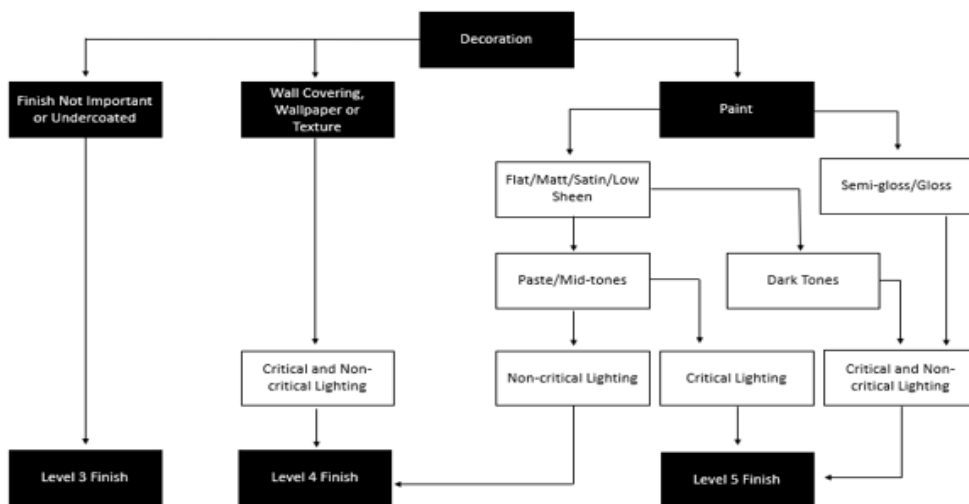 Decoration
Finish Not Important
or Undercoated
Wall Covering,
Wallpaper or
Texture
Paint
Flat/Matt/Satin/Low
Sheen
Semi-gloss/Gloss
Paste/Mid-tones
Dark Tones
Critical and Non-
critical Lighting
Non-critical Lighting
Critical Lighting
Critical and Non-
critical Lighting
Level 3 Finish
Level 4 Finish
Level 5 Finish